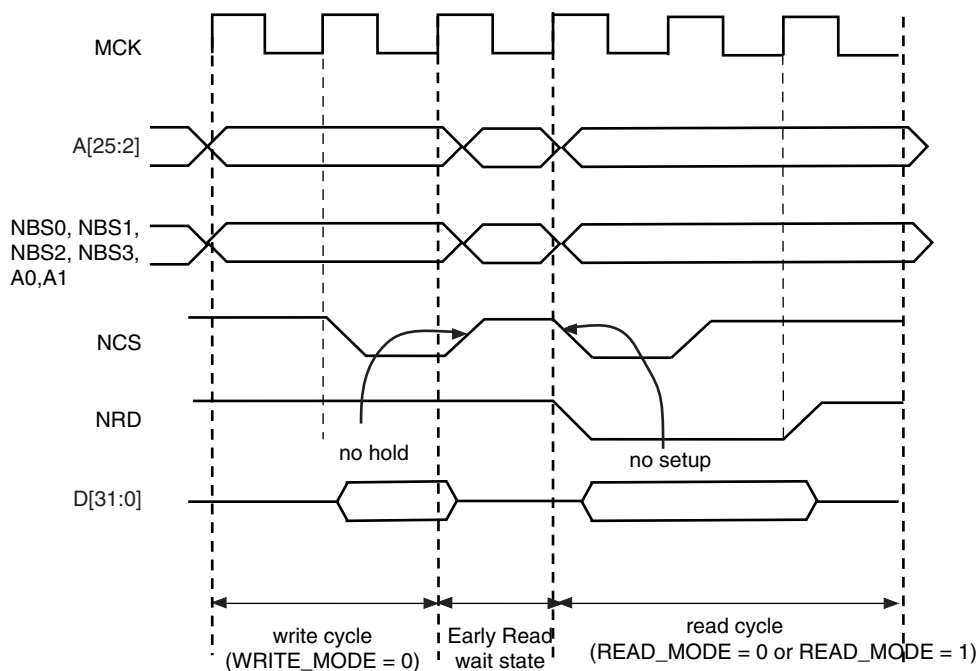 MCK
A[25:2]
NBS0, NBS1,
NBS2, NBS3,
A0,A1
NCS
NRD
no hold
no setup
D[31:0]
write cycle
(WRITE_MODE = 0)
Early Read
wait state
read cycle
(READ_MODE = 0 or READ_MODE = 1)